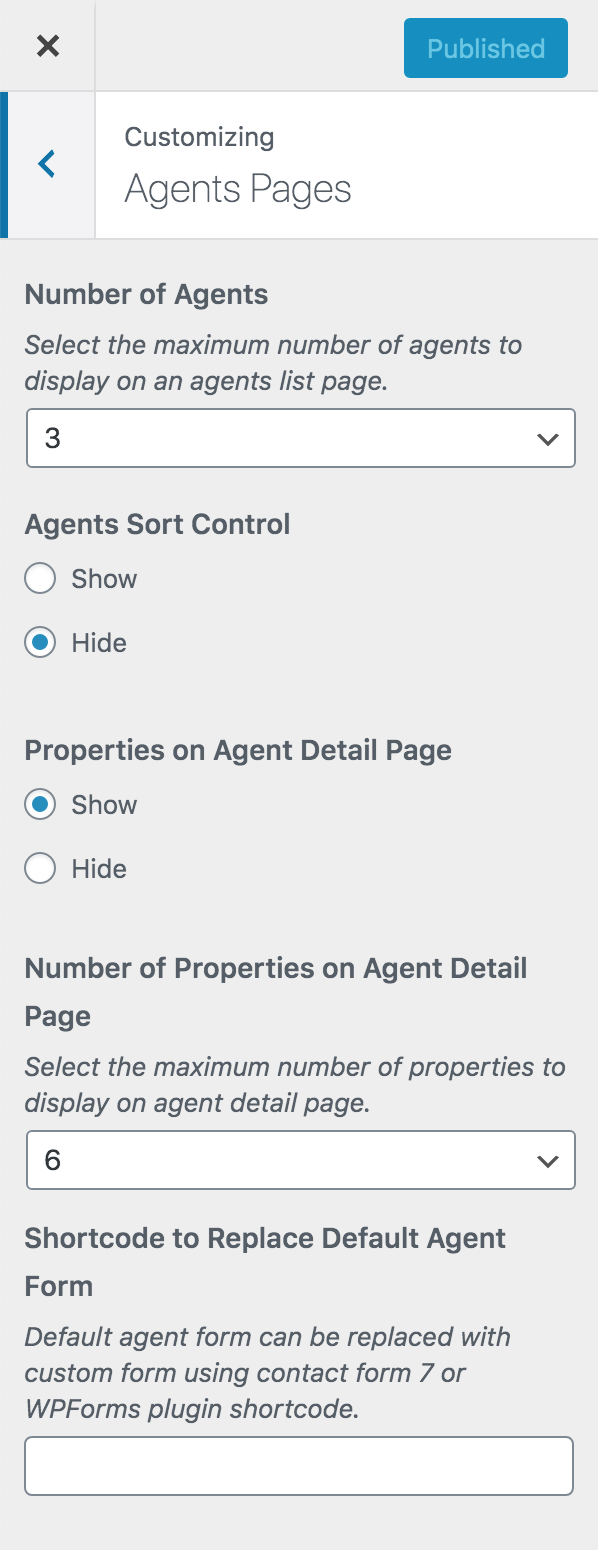 Published
Customizing
Agents Pages
Number of Agents
Select the maximum number of agents to
display on an agents list page.
3
Agents Sort Control
Show
Hide
Properties on Agent Detail Page
Show
Hide
Number of Properties on Agent Detail
Page
Select the maximum number of properties to
display on agent detail page.
6
Shortcode to Replace Default Agent
Form
Default agent form can be replaced with
custom form using contact form 7 or
WPForms plugin shortcode.